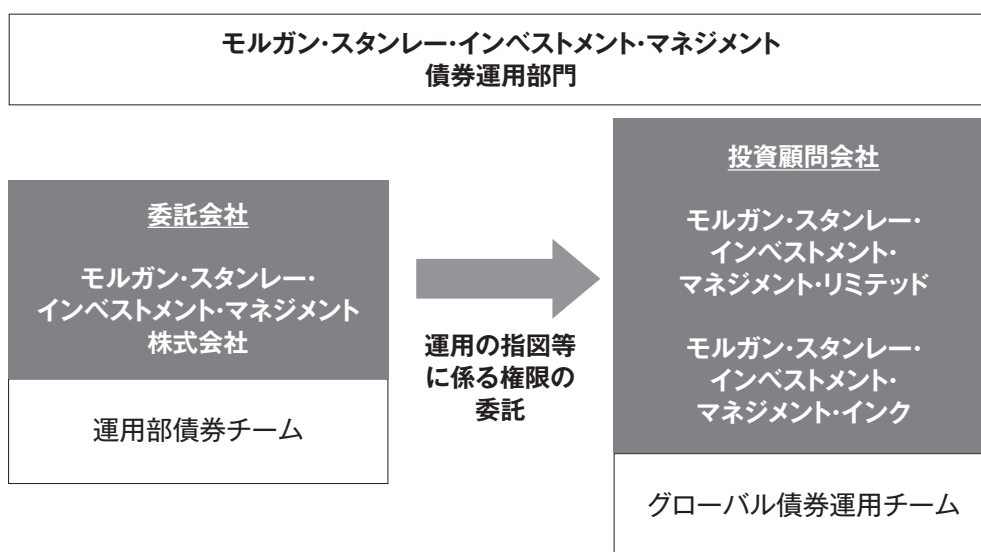 モルガン・スタンレー・インベストメント・マネジメント
債券運用部門
委託会社
モルガン・スタンレー・
インベストメント・マネジメント
株式会社
運用部債券チーム
運用の指図等
に係る権限の
委託
投資顧問会社
モルガン・スタンレー・
インベストメント・
マネジメント・リミテッド
モルガン・スタンレー・
インベストメント・
マネジメント・インク
グローバル債券運用チーム